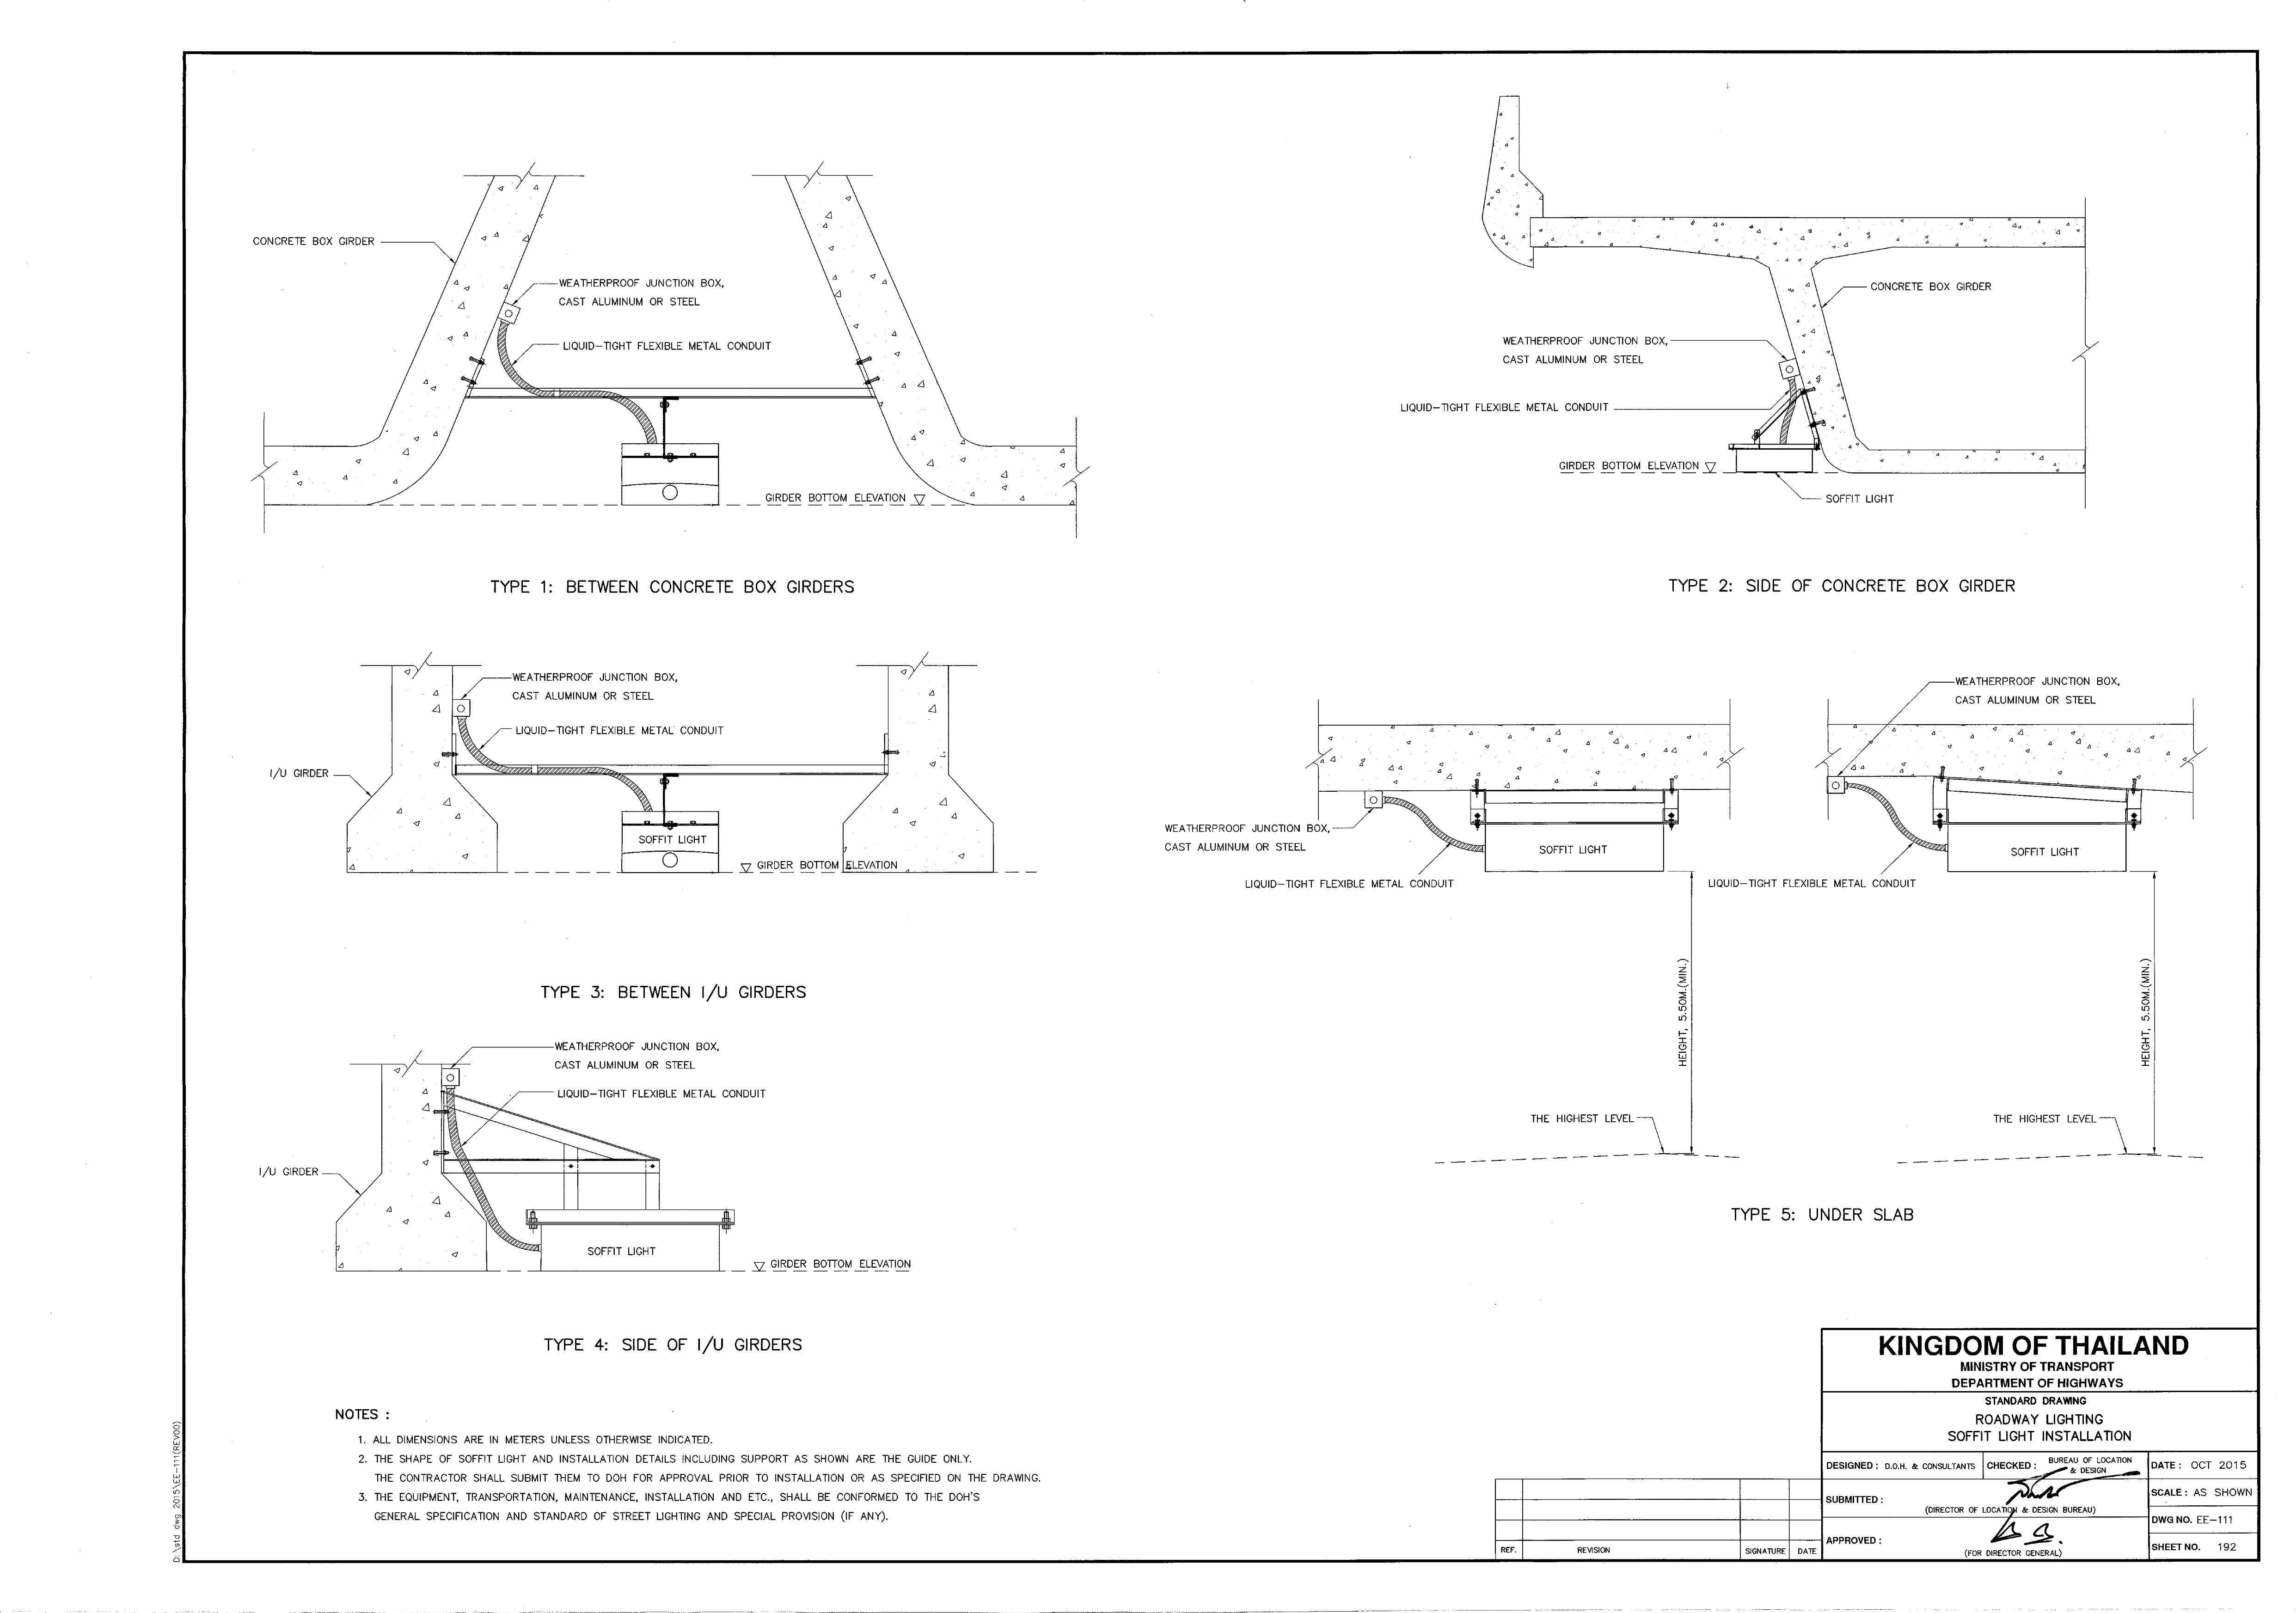 CONCRETE BOX GIRDER
WEATHERPROOF JUNCTION BOX,
CAST ALUMINUM OR STEEL
LIQUID-TIGHT FLEXIBLE METAL CONDUIT
GIRDER BOTTOM ELEVATION
TYPE 1: BETWEEN CONCRETE BOX GIRDERS
CONCRETE BOX GIRDER
WEATHERPROOF JUNCTION BOX,
CAST ALUMINUM OR STEEL
LIQUID-TIGHT FLEXIBLE METAL CONDUIT
GIRDER BOTTOM ELEVATION
SOFFIT LIGHT
TYPE 2: SIDE OF CONCRETE BOX GIRDER
WEATHERPROOF JUNCTION BOX,
CAST ALUMINUM OR STEEL
LIQUID-TIGHT FLEXIBLE METAL CONDUIT
I/U GIRDER
SOFFIT LIGHT
GIRDER BOTTOM ELEVATION
TYPE 3: BETWEEN I/U GIRDERS
WEATHERPROOF JUNCTION BOX,
CAST ALUMINUM OR STEEL
LIQUID-TIGHT FLEXIBLE METAL CONDUIT
I/U GIRDER
SOFFIT LIGHT
GIRDER BOTTOM ELEVATION
TYPE 4: SIDE OF I/U GIRDERS
WEATHERPROOF JUNCTION BOX,
CAST ALUMINUM OR STEEL
SOFFIT LIGHT
LIQUID-TIGHT FLEXIBLE METAL CONDUIT
HEIGHT, 5.50M.(MIN.)
THE HIGHEST LEVEL
WEATHERPROOF JUNCTION BOX,
CAST ALUMINUM OR STEEL
SOFFIT LIGHT
LIQUID-TIGHT FLEXIBLE METAL CONDUIT
HEIGHT, 5.50M.(MIN.)
THE HIGHEST LEVEL
TYPE 5: UNDER SLAB
NOTES :
1. ALL DIMENSIONS ARE IN METERS UNLESS OTHERWISE INDICATED.
2. THE SHAPE OF SOFFIT LIGHT AND INSTALLATION DETAILS INCLUDING SUPPORT AS SHOWN ARE THE GUIDE ONLY.
THE CONTRACTOR SHALL SUBMIT THEM TO DOH FOR APPROVAL PRIOR TO INSTALLATION OR AS SPECIFIED ON THE DRAWING.
3. THE EQUIPMENT, TRANSPORTATION, MAINTENANCE, INSTALLATION AND ETC., SHALL BE CONFORMED TO THE DOH'S
GENERAL SPECIFICATION AND STANDARD OF STREET LIGHTING AND SPECIAL PROVISION (IF ANY).
D:\std dwg 2015\EE-111(REV00)
REF. REVISION SIGNATURE DATE
KINGDOM OF THAILAND
MINISTRY OF TRANSPORT
DEPARTMENT OF HIGHWAYS
STANDARD DRAWING
ROADWAY LIGHTING
SOFFIT LIGHT INSTALLATION
DESIGNED : D.O.H. & CONSULTANTS
CHECKED : BUREAU OF LOCATION
& DESIGN
DATE : OCT 2015
SUBMITTED :
(DIRECTOR OF LOCATION & DESIGN BUREAU)
SCALE : AS SHOWN
DWG NO. EE-111
APPROVED :
(FOR DIRECTOR GENERAL)
SHEET NO. 192